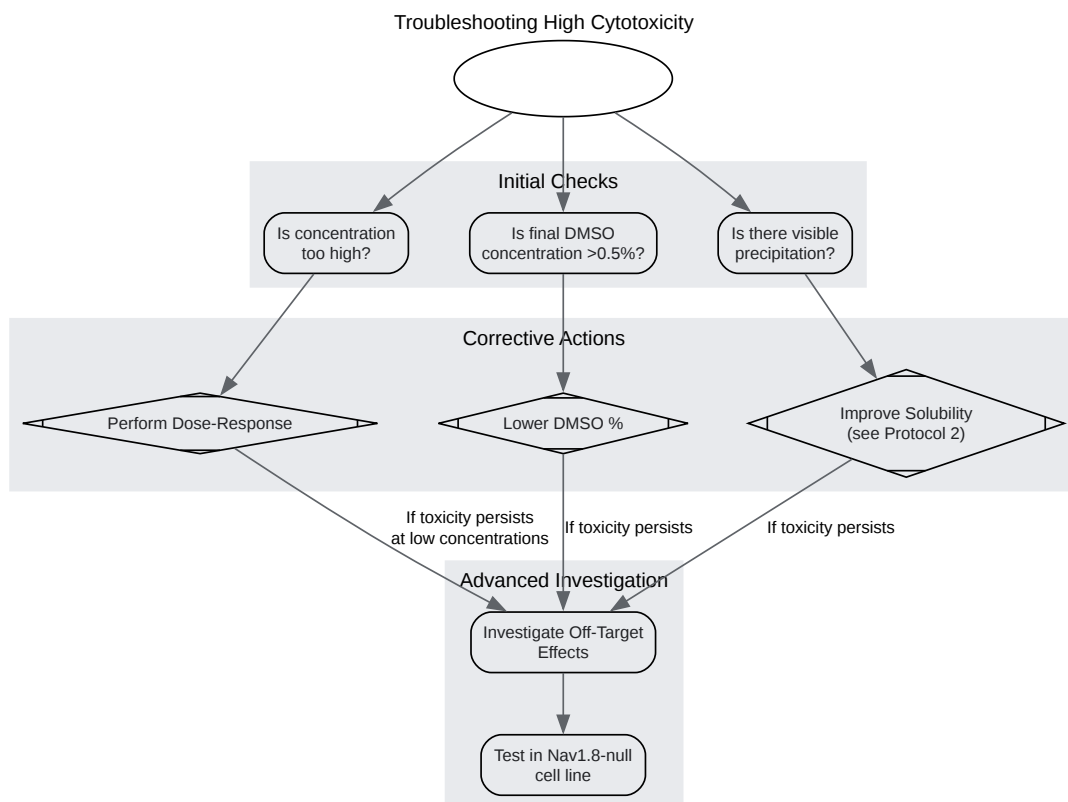 Troubleshooting High Cytotoxicity
Initial Checks
Is concentration
too high?
Is final DMSO
concentration >0.5%?
Is there visible
precipitation?
Corrective Actions
Perform Dose-Response
Lower DMSO %
Improve Solubility
(see Protocol 2)
If toxicity persists
at low concentrations
If toxicity persists
If toxicity persists
Advanced Investigation
Investigate Off-Target
Effects
Test in Nav1.8-null
cell line